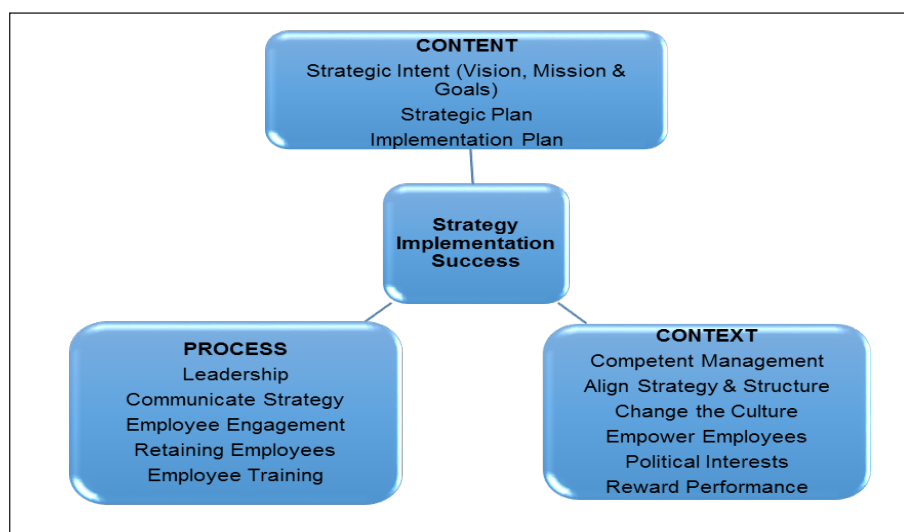 CONTENT
Strategic Intent (Vision, Mission &
Goals)
Strategic Plan
Implementation Plan
Strategy
Implementation
Success
PROCESS
Leadership
Communicate Strategy
Employee Engagement
Retaining Employees
Employee Training
CONTEXT
Competent Management
Align Strategy & Structure
Change the Culture
Empower Employees
Political Interests
Reward Performance